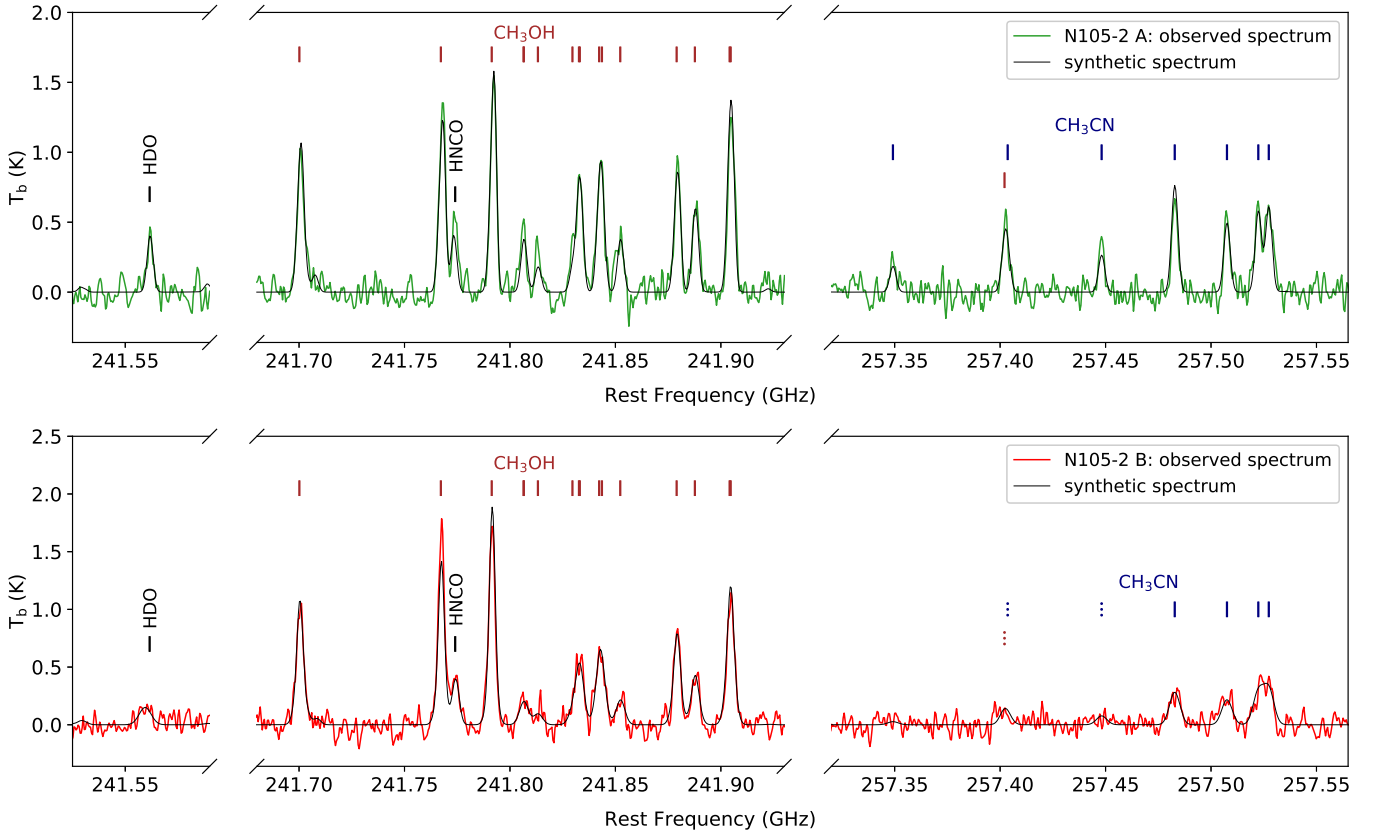 2.0
1.5
1.0
0.5
0.0
T_b (K)
CH₃OH
HDO
HNCO
CH₃CN
N105-2 A: observed spectrum
synthetic spectrum
241.55 241.70 241.75 241.80 241.85 241.90 257.35 257.40 257.45 257.50 257.55
Rest Frequency (GHz)
2.5
2.0
1.5
1.0
0.5
0.0
T_b (K)
CH₃OH
HDO
HNCO
CH₃CN
N105-2 B: observed spectrum
synthetic spectrum
241.55 241.70 241.75 241.80 241.85 241.90 257.35 257.40 257.45 257.50 257.55
Rest Frequency (GHz)